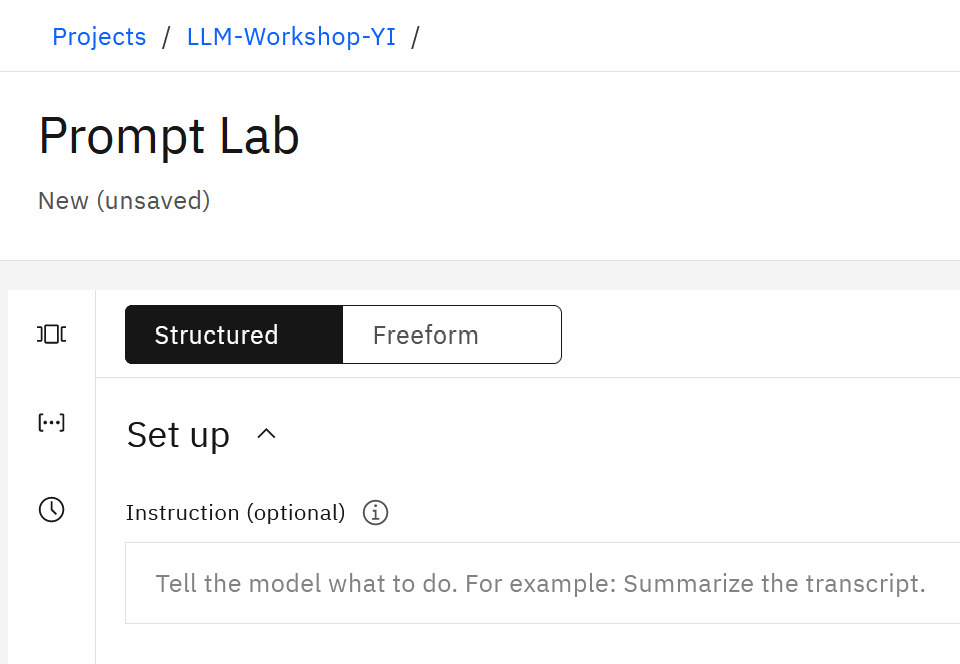 Projects / LLM-Workshop-YI /
Prompt Lab
New (unsaved)
Structured Freeform
Set up
Instruction (optional)
Tell the model what to do. For example: Summarize the transcript.